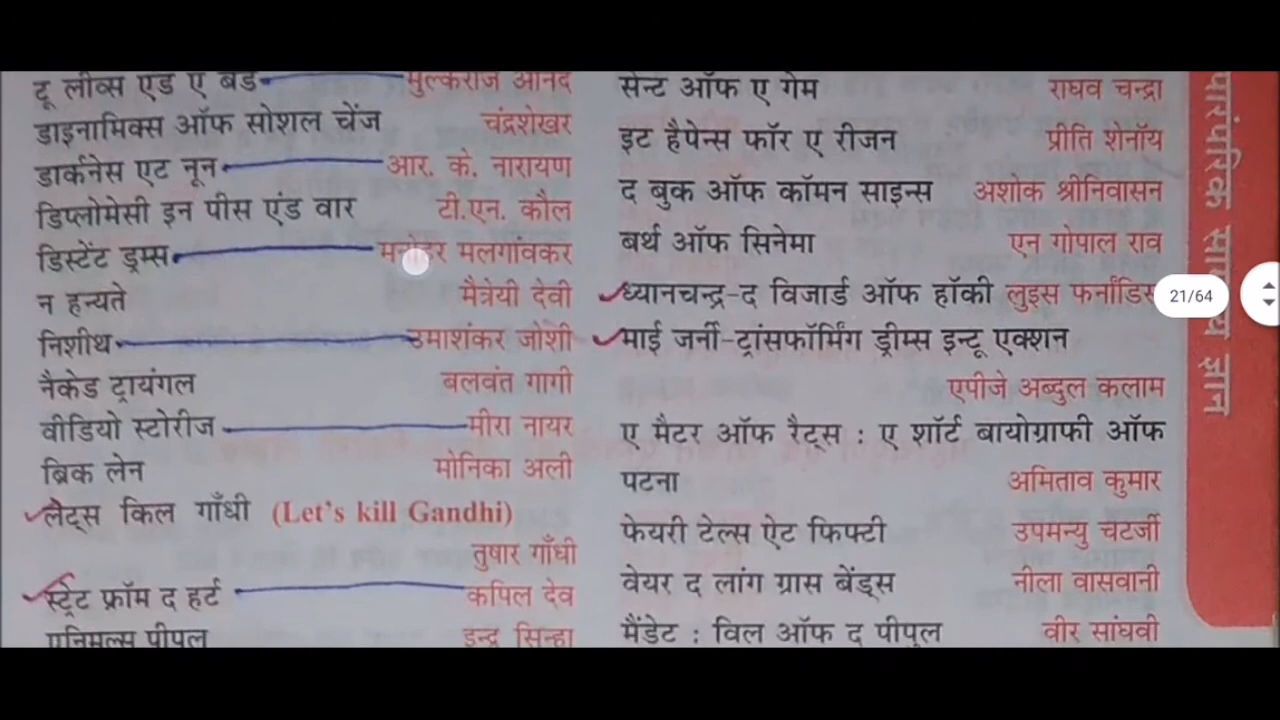 टू लीव्स एंड ए बड मुल्कराज आनंद
डाइनामिक्स ऑफ सोशल चेंज चंद्रशेखर
डार्कनेस एट नून आर. के. नारायण
डिप्लोमेसी इन पीस एंड वार टी.एन. कौल
डिस्टेंट ड्रम्स मनोहर मलगांवकर
न हन्यते मैत्रेयी देवी
निशीथ उमाशंकर जोशी
नैकेड ट्रायंगल बलवंत गागी
वीडियो स्टोरीज मीरा नायर
ब्रिक लेन मोनिका अली
लैट्स किल गाँधी (Let's kill Gandhi)
तुषार गाँधी
स्ट्रेट फ्रॉम द हर्ट कपिल देव
एनिमल्स पीपुल इन्द्र सिन्हा
सेन्ट ऑफ ए गेम राघव चन्द्रा
इट हैपेन्स फॉर ए रीजन प्रीति शेनॉय
द बुक ऑफ कॉमन साइन्स अशोक श्रीनिवासन
बर्थ ऑफ सिनेमा एन गोपाल राव
ध्यानचन्द्र-द विजार्ड ऑफ हॉकी लुइस फर्नांडिस
माई जर्नी-ट्रांसफॉर्मिंग ड्रीम्स इन्टू एक्शन
एपीजे अब्दुल कलाम
ए मैटर ऑफ रैट्स : ए शॉर्ट बायोग्राफी ऑफ
पटना अमिताव कुमार
फेयरी टेल्स ऐट फिफ्टी उपमन्यु चटर्जी
वेयर द लांग ग्रास बेंड्स नीला वासवानी
मैंडेट : विल ऑफ द पीपुल वीर सांघवी
पारंपरिक सामान्य ज्ञान
21/64